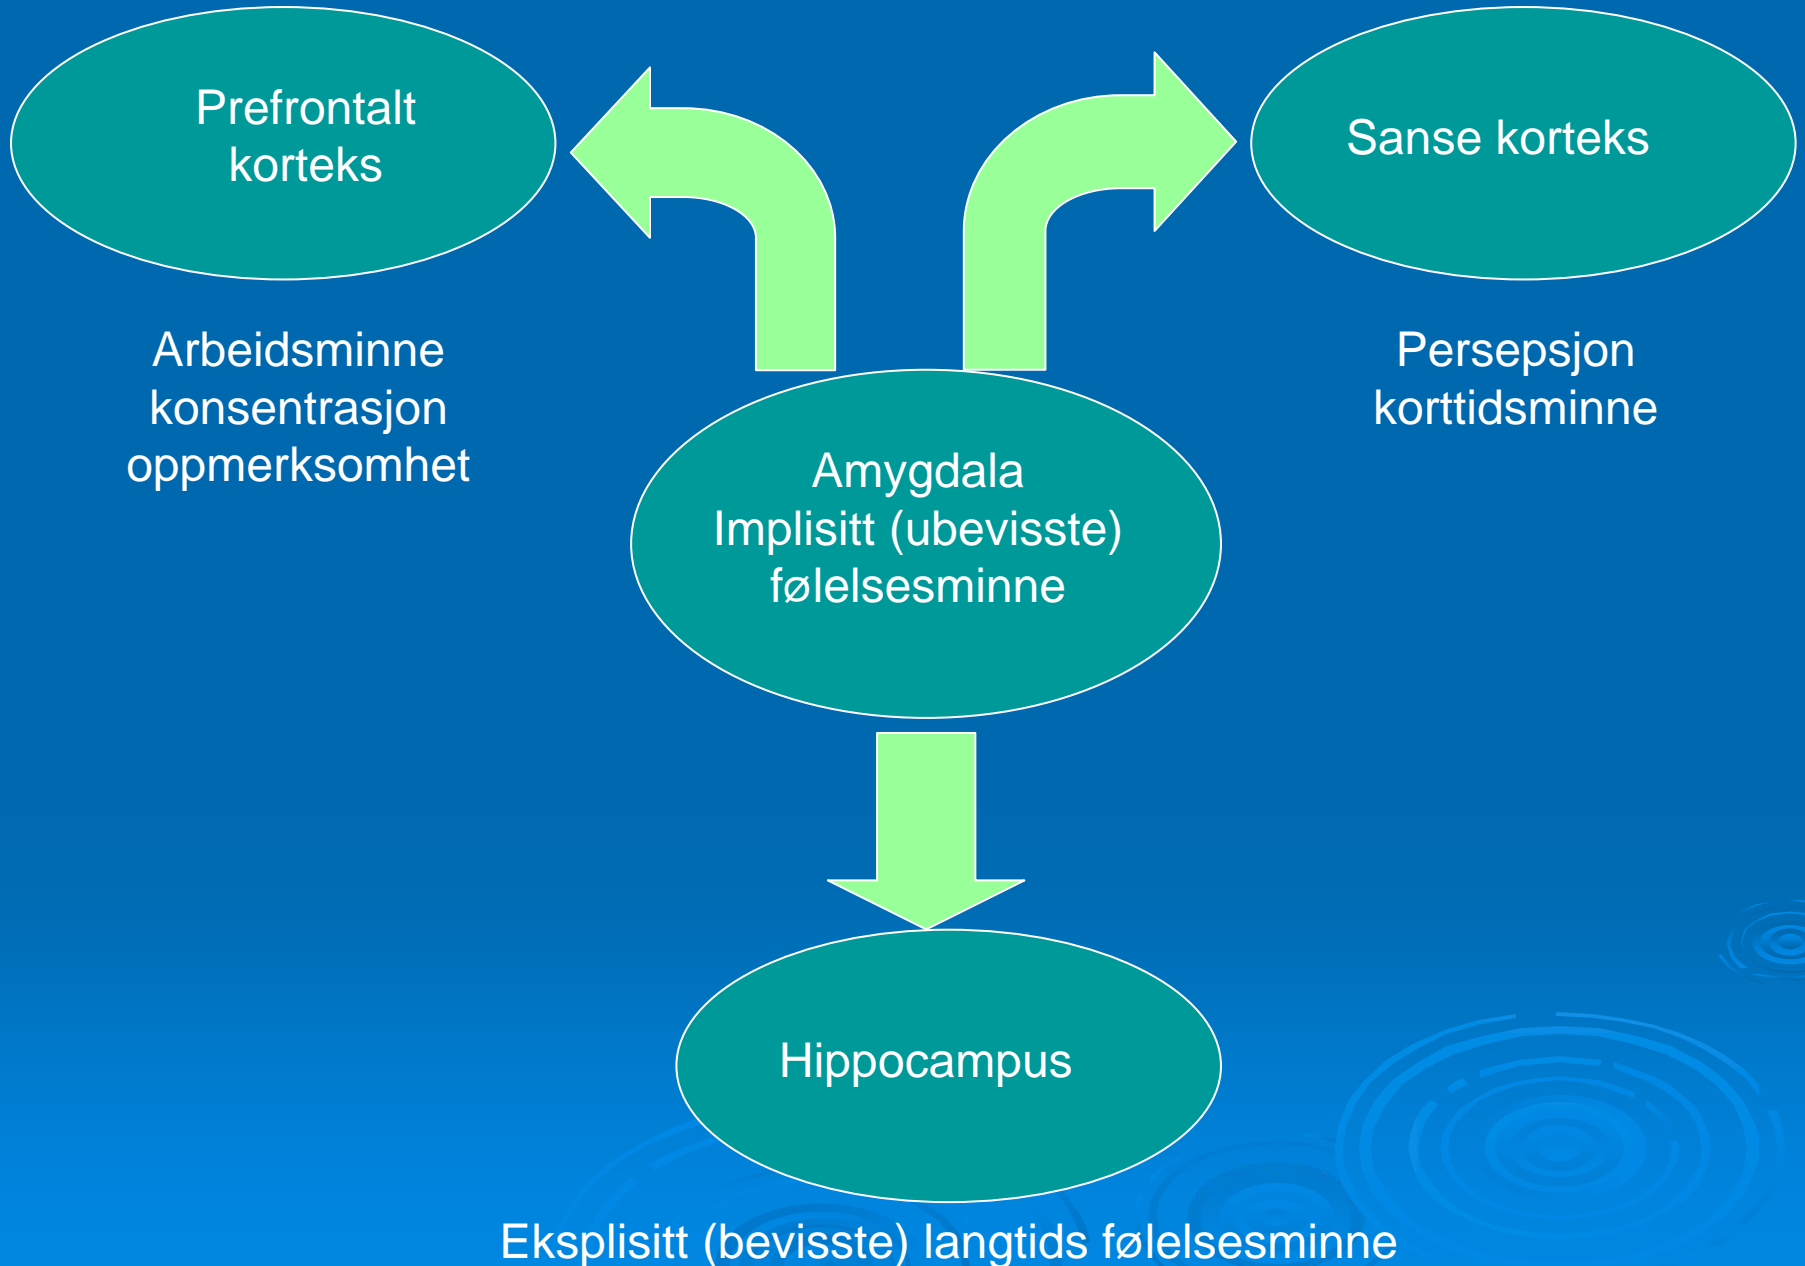 Prefrontalt
korteks
Sanse korteks
Arbeidsminne
konsentrasjon
oppmerksomhet
Persepsjon
korttidsminne
Amygdala
Implisitt (ubevisste)
følelsesminne
Hippocampus
Eksplisitt (bevisste) langtids følelsesminne